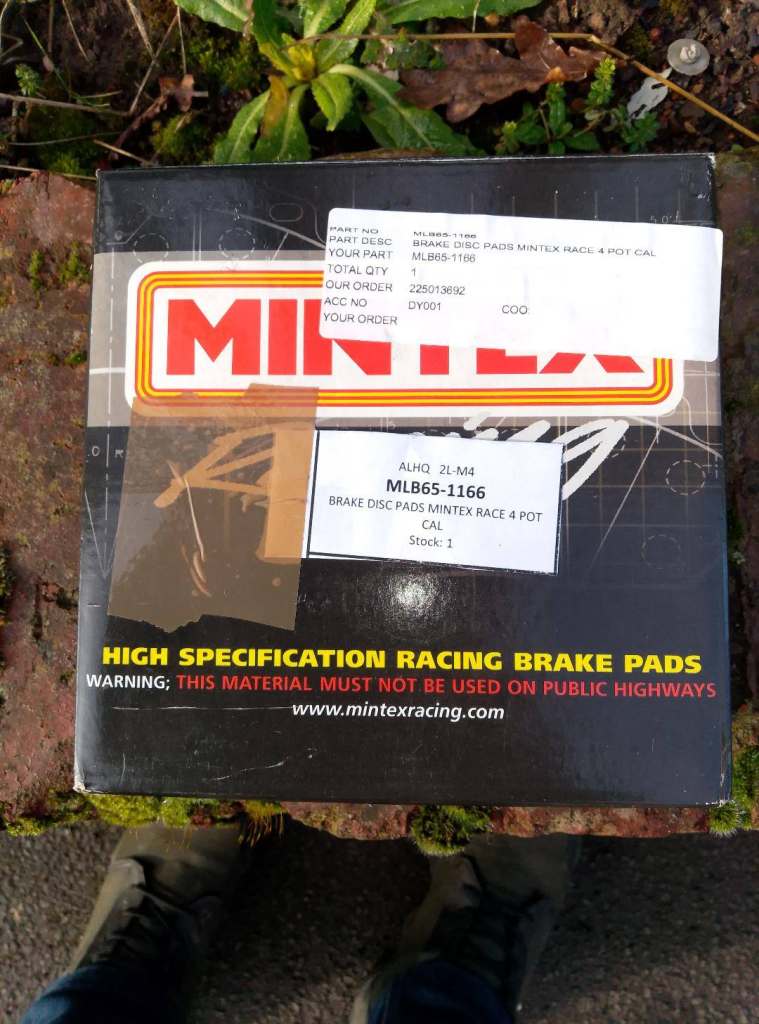 PART NO MLB65-1166
PART DESC BRAKE DISC PADS MINTEX RACE 4 POT CAL
YOUR PART MLB65-1166
TOTAL QTY 1
OUR ORDER 225013692
ACC NO DY001 COO:
YOUR ORDER
MINTEX
Racing
ALHQ 2L-M4
MLB65-1166
BRAKE DISC PADS MINTEX RACE 4 POT
CAL
Stock: 1
HIGH SPECIFICATION RACING BRAKE PADS
WARNING; THIS MATERIAL MUST NOT BE USED ON PUBLIC HIGHWAYS
www.mintexracing.com